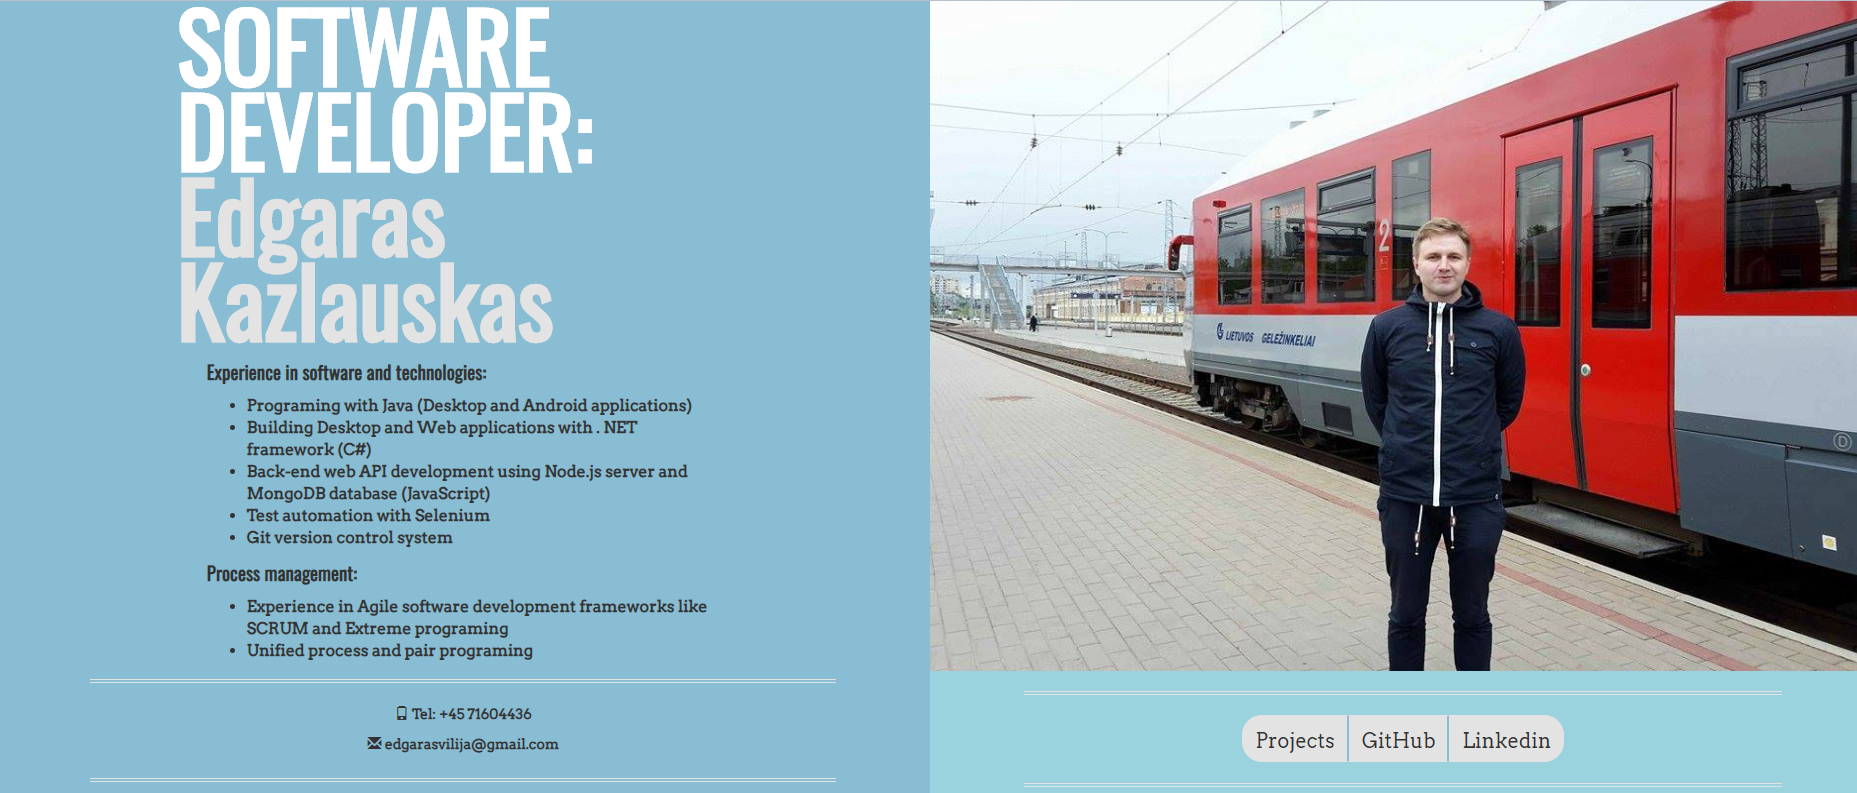 SOFTWARE
DEVELOPER:
Edgaras
Kazlauskas
Experience in software and technologies:
• Programing with Java (Desktop and Android applications)
• Building Desktop and Web applications with . NET
framework (C#)
• Back-end web API development using Node.js server and
MongoDB database (JavaScript)
• Test automation with Selenium
• Git version control system
Process management:
• Experience in Agile software development frameworks like
SCRUM and Extreme programing
• Unified process and pair programing
Tel: +45 71604436
edgarasvilija@gmail.com
2
LIETUVOS GELEŽINKELIAI
D
Projects
GitHub
Linkedin